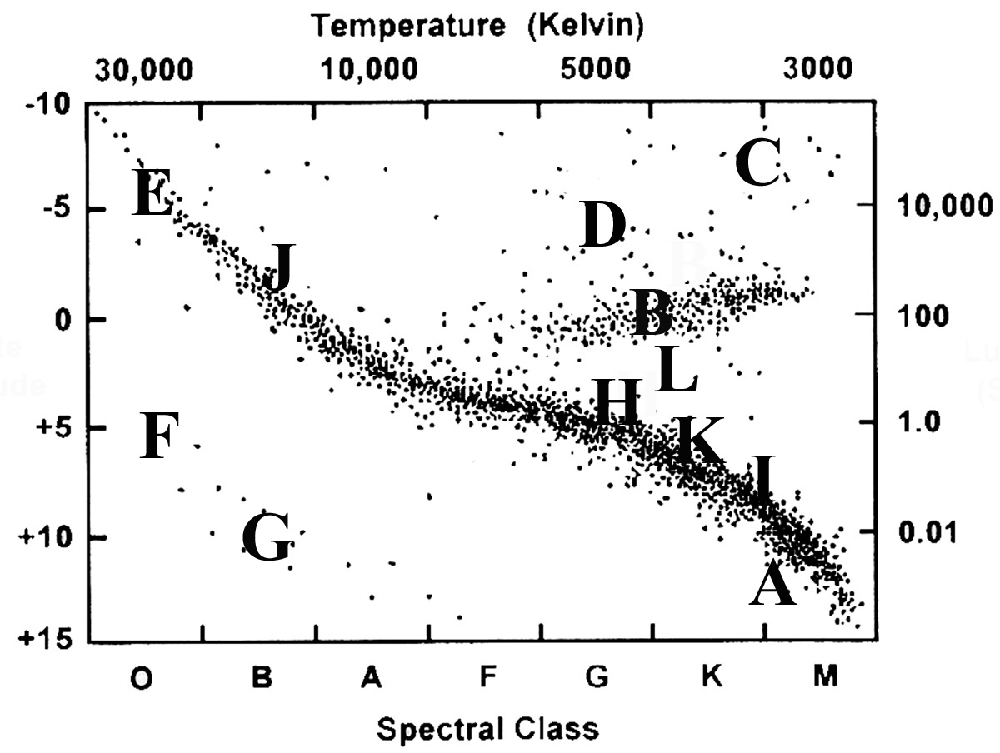 Temperature (Kelvin)
30,000 10,000 5000 3000
-10
C
E
-5 10,000
D
J
B
0 100
L
H
F
+5 1.0
K
I
G
+10 0.01
A
+15
O B A F G K M
Spectral Class